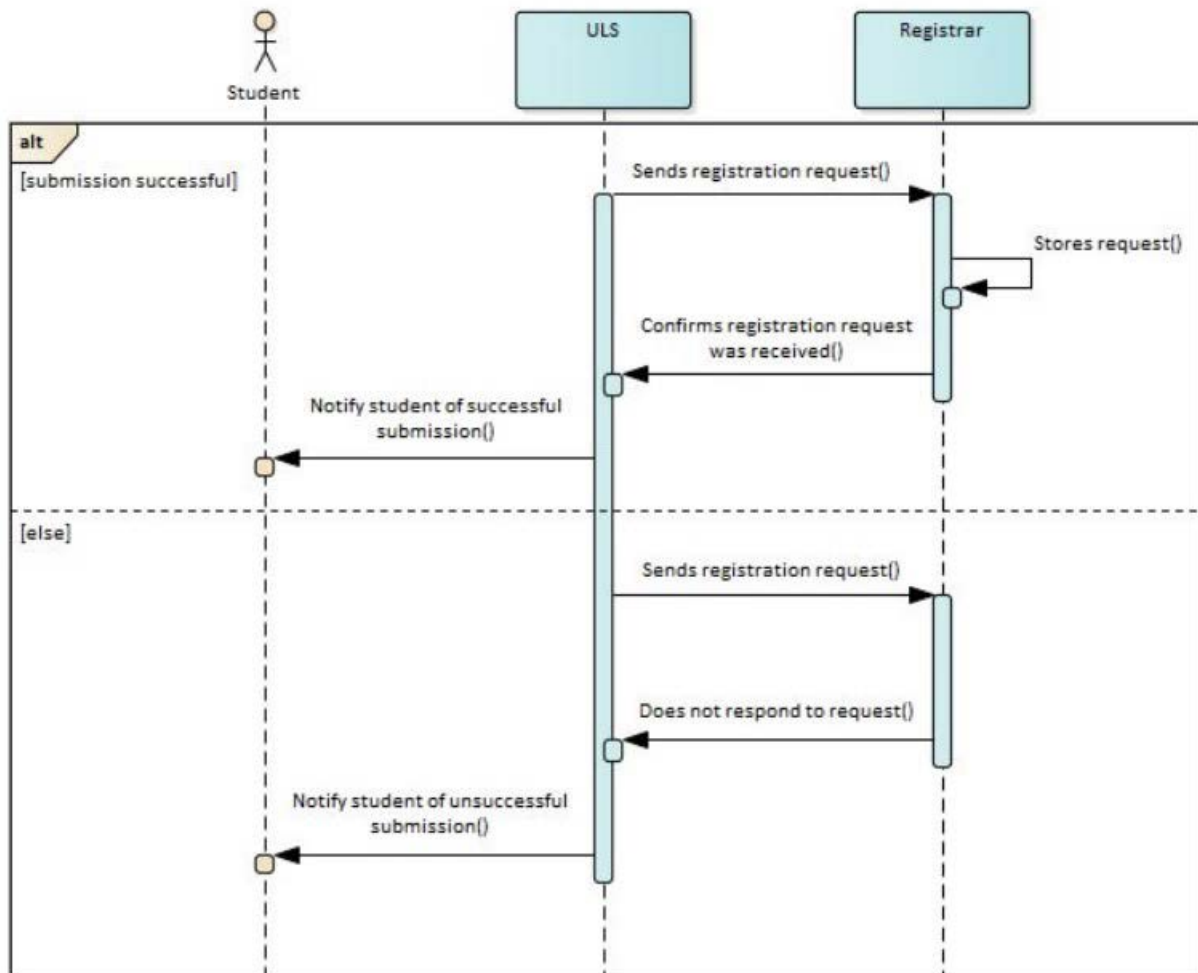 Student
ULS
Registrar
alt
[submission successful]
Sends registration request()
Stores request()
Confirms registration request
was received()
Notify student of successful
submission()
[else]
Sends registration request()
Does not respond to request()
Notify student of unsuccessful
submission()